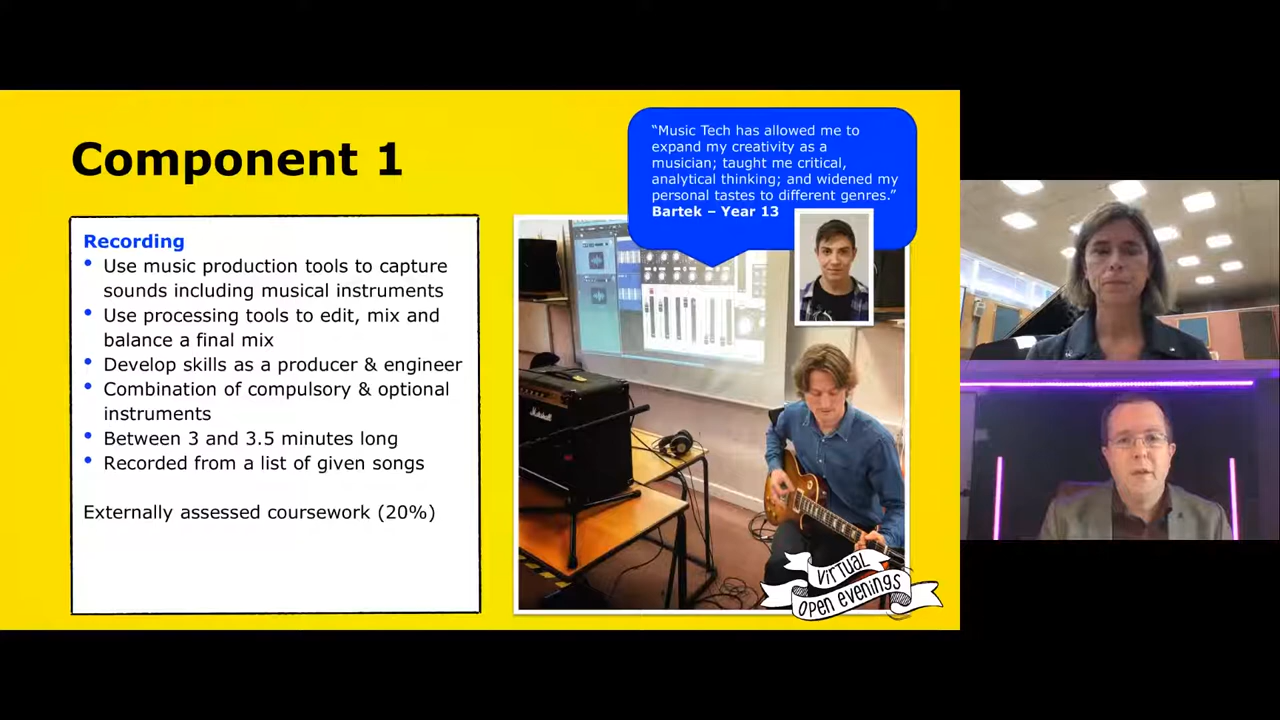 Component 1
Recording
• Use music production tools to capture
sounds including musical instruments
• Use processing tools to edit, mix and
balance a final mix
• Develop skills as a producer & engineer
• Combination of compulsory & optional
instruments
• Between 3 and 3.5 minutes long
• Recorded from a list of given songs
Externally assessed coursework (20%)
“Music Tech has allowed me to
expand my creativity as a
musician; taught me critical,
analytical thinking; and widened my
personal tastes to different genres.”
Bartek – Year 13
Marshall
VIRTUAL
OPEN EVENINGS